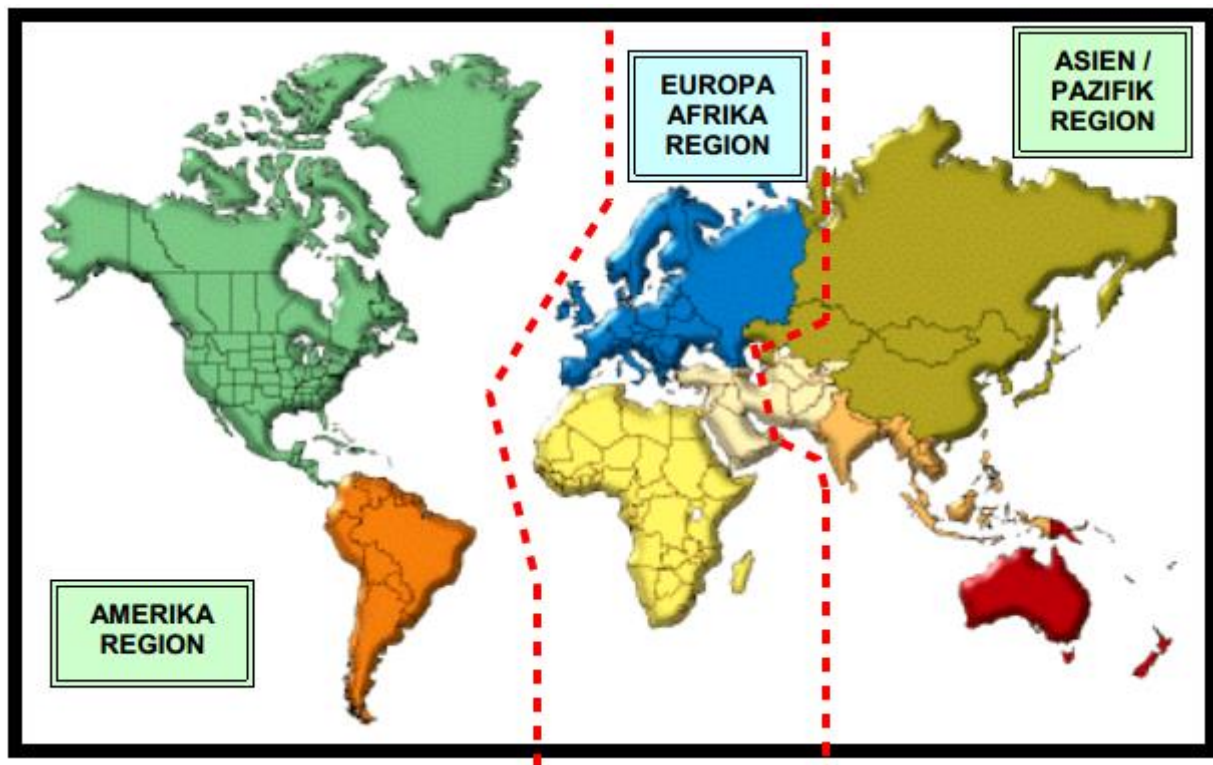 EUROPA
AFRIKA
REGION
ASIEN /
PAZIFIK
REGION
AMERIKA
REGION